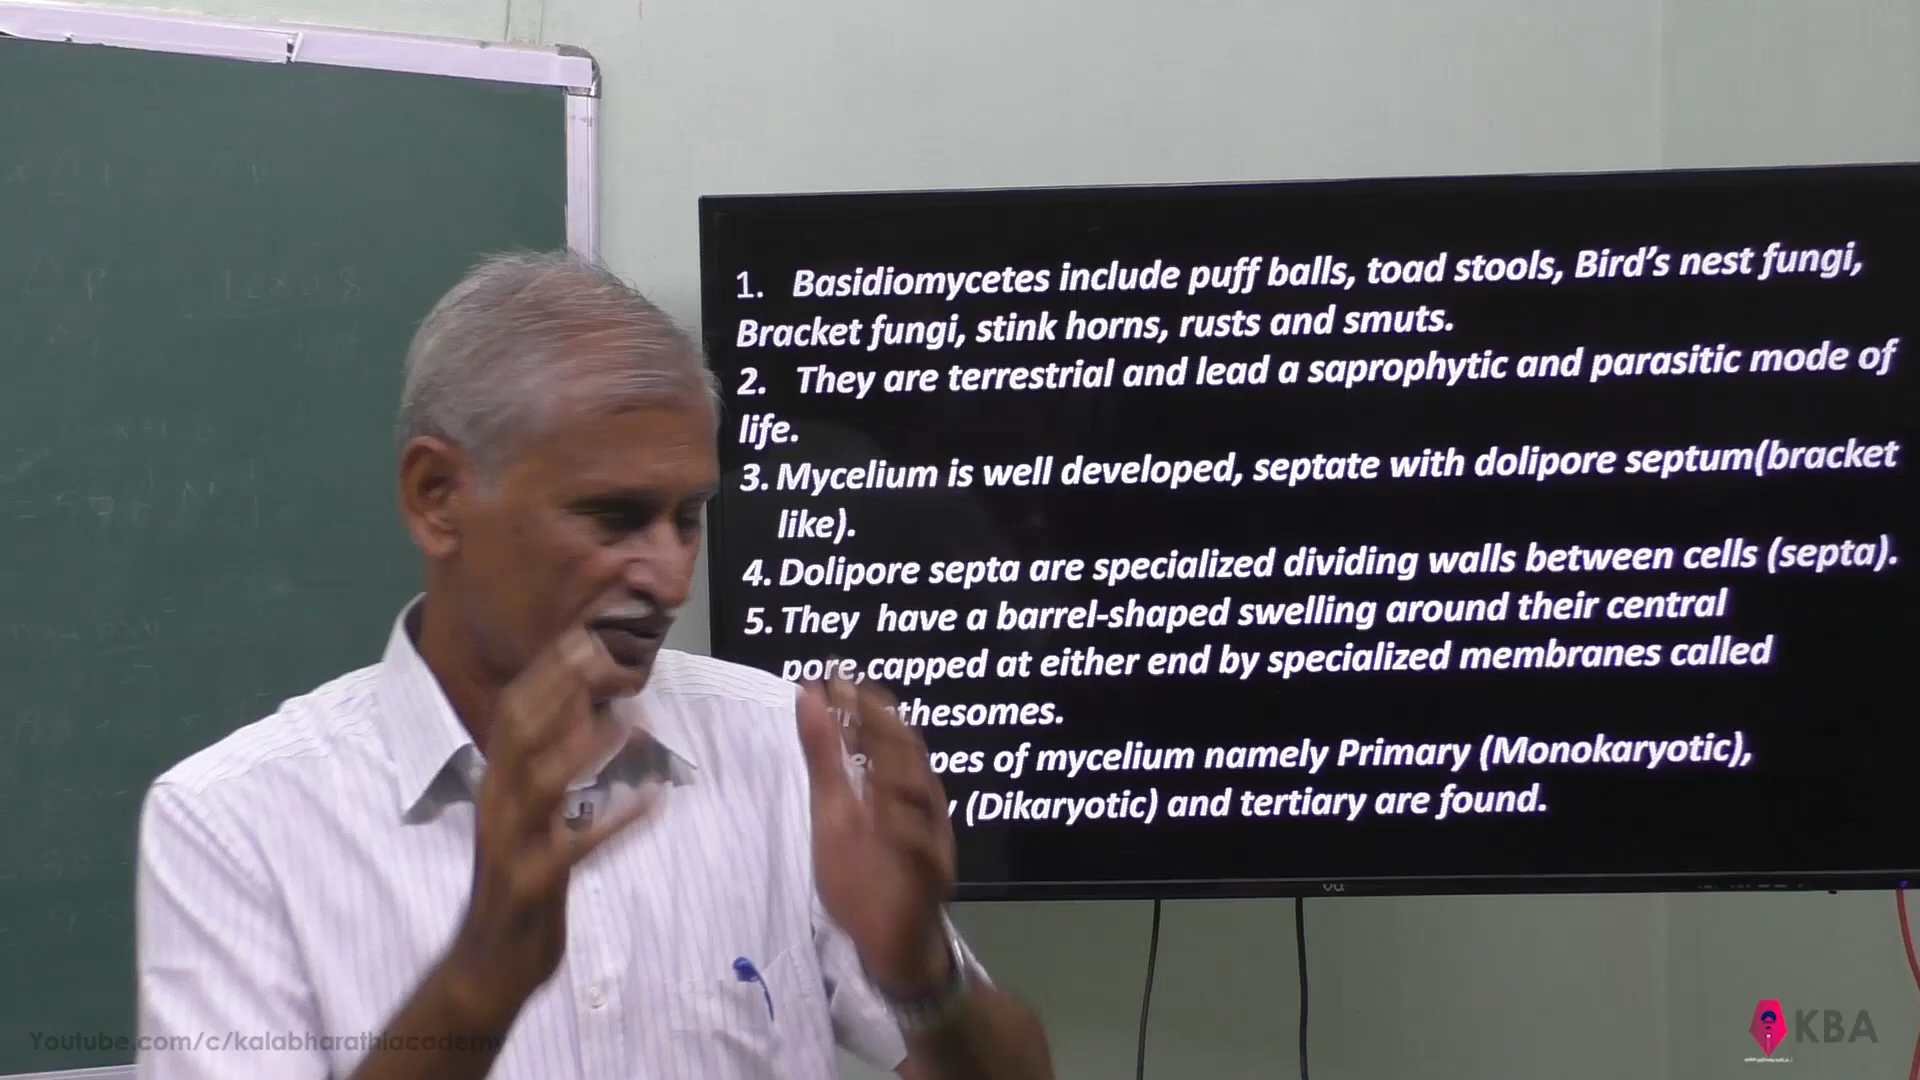 1. Basidiomycetes include puff balls, toad stools, Bird's nest fungi,
Bracket fungi, stink horns, rusts and smuts.
2. They are terrestrial and lead a saprophytic and parasitic mode of
life.
3. Mycelium is well developed, septate with dolipore septum(bracket
like).
4. Dolipore septa are specialized dividing walls between cells (septa).
5. They have a barrel-shaped swelling around their central
pore,capped at either end by specialized membranes called
thesomes.
pes of mycelium namely Primary (Monokaryotic),
(Dikaryotic) and tertiary are found.
Youtube.com/c/kalabharathiacademy
KBA